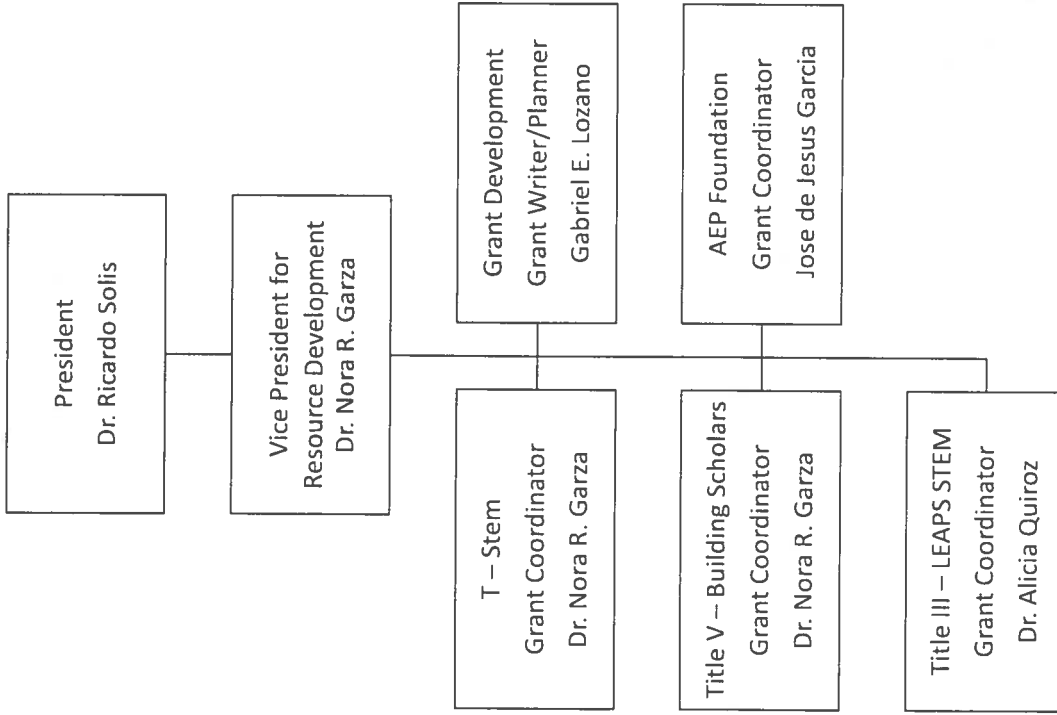 President
Dr. Ricardo Solis
Vice President for
Resource Development
Dr. Nora R. Garza
T – Stem
Grant Coordinator
Dr. Nora R. Garza
Grant Development
Grant Writer/Planner
Gabriel E. Lozano
Title V – Building Scholars
Grant Coordinator
Dr. Nora R. Garza
AEP Foundation
Grant Coordinator
Jose de Jesus Garcia
Title III – LEAPS STEM
Grant Coordinator
Dr. Alicia Quiroz